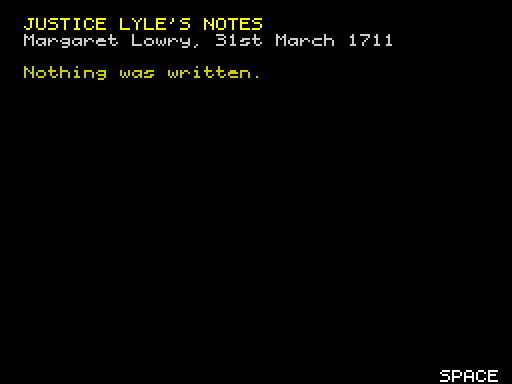 JUSTICE LYLE'S NOTES
Margaret Lowry, 31st March 1711
Nothing was written.
SPACE